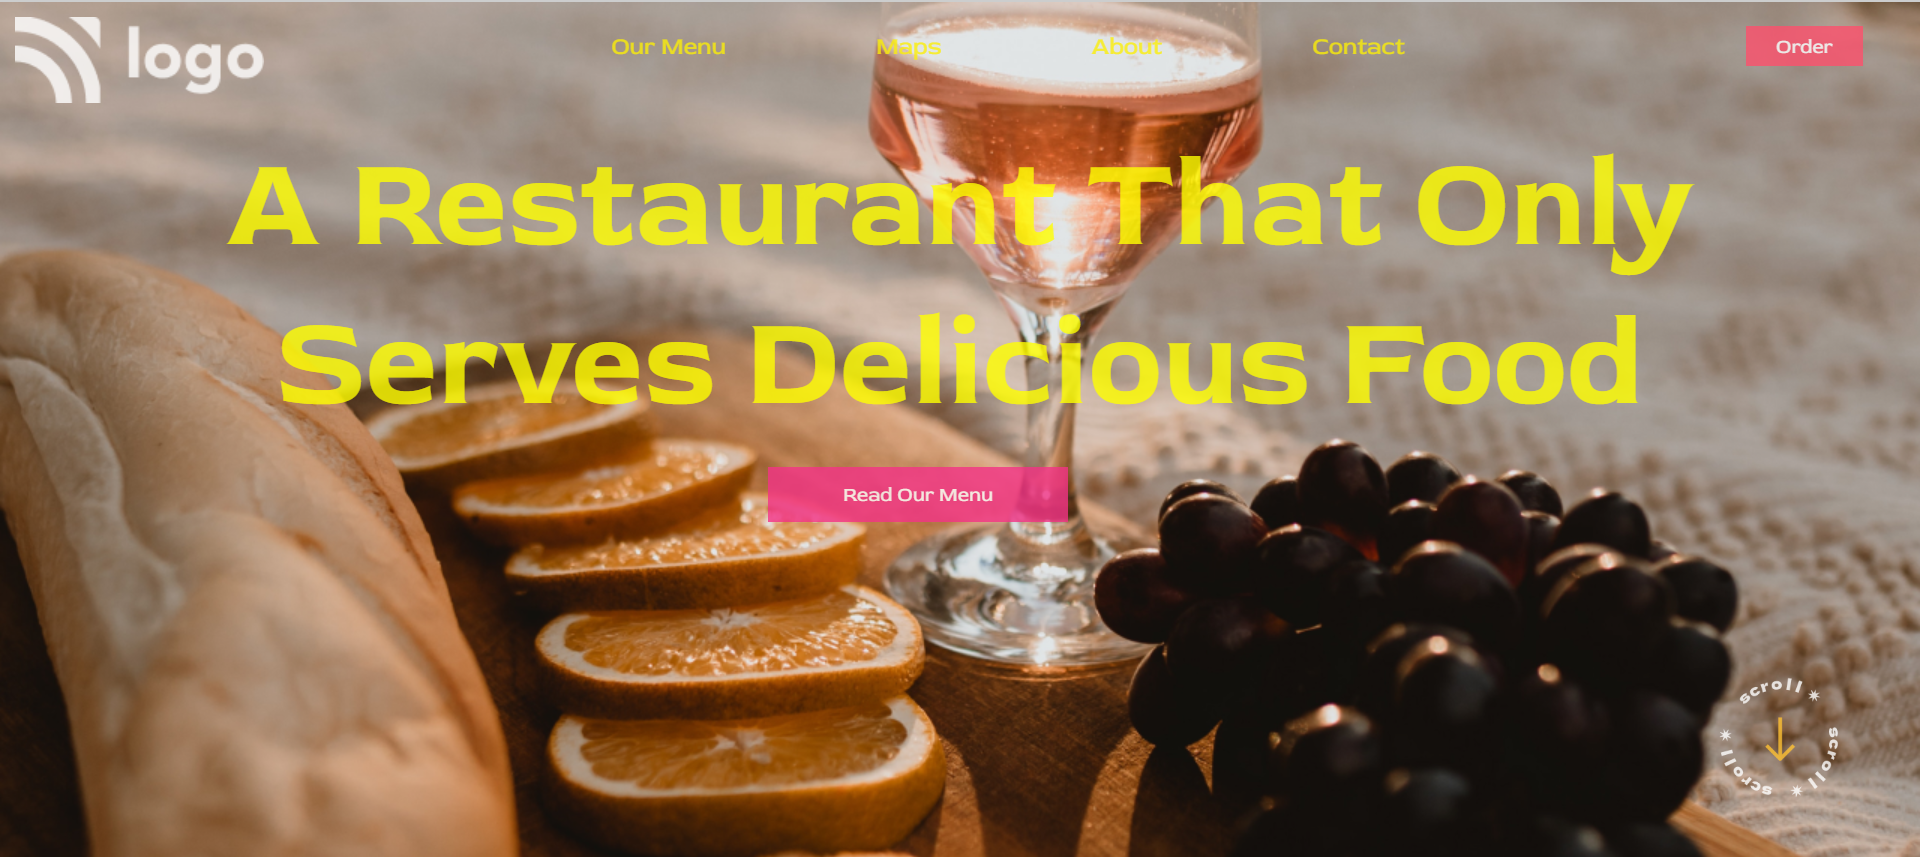 logo
Our Menu
Maps
About
Contact
Order
A Restaurant That Only
Serves Delicious Food
Read Our Menu
scroll * scroll * scroll *